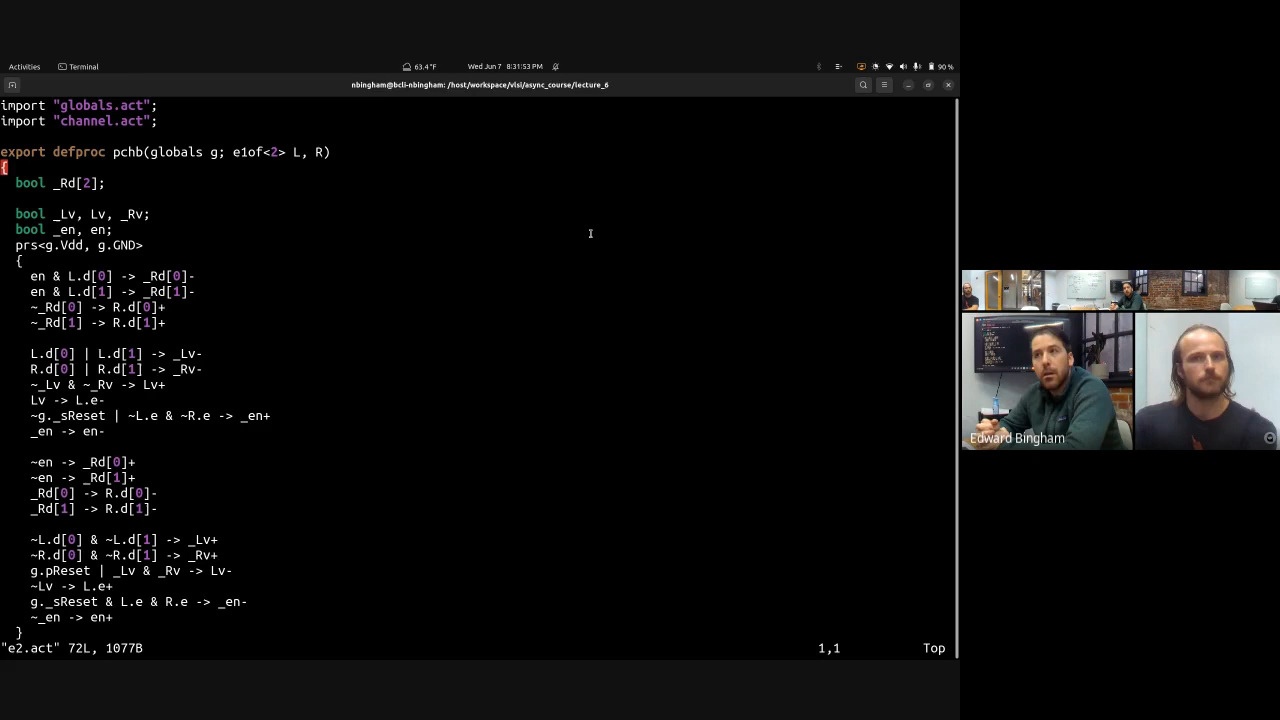 Activities Terminal 63.4 °F Wed Jun 7 8:31:53 PM 90 %
nbingham@bcli-nbingham: /host/workspace/vlsi/async_course/lecture_6
import "globals.act";
import "channel.act";
export defproc pchb(globals g; e1of<2> L, R)
{
bool _Rd[2];
bool _Lv, Lv, _Rv;
bool _en, en;
prs<g.Vdd, g.GND>
{
en & L.d[0] -> _Rd[0]-
en & L.d[1] -> _Rd[1]-
~_Rd[0] -> R.d[0]+
~_Rd[1] -> R.d[1]+
L.d[0] | L.d[1] -> _Lv-
R.d[0] | R.d[1] -> _Rv-
~_Lv & ~_Rv -> Lv+
Lv -> L.e-
~g._sReset | ~L.e & ~R.e -> _en+
_en -> en-
~en -> _Rd[0]+
~en -> _Rd[1]+
_Rd[0] -> R.d[0]-
_Rd[1] -> R.d[1]-
~L.d[0] & ~L.d[1] -> _Lv+
~R.d[0] & ~R.d[1] -> _Rv+
g.pReset | _Lv & _Rv -> Lv-
~Lv -> L.e+
g._sReset & L.e & R.e -> _en-
~_en -> en+
}
"e2.act" 72L, 1077B 1,1 Top
Edward Bingham